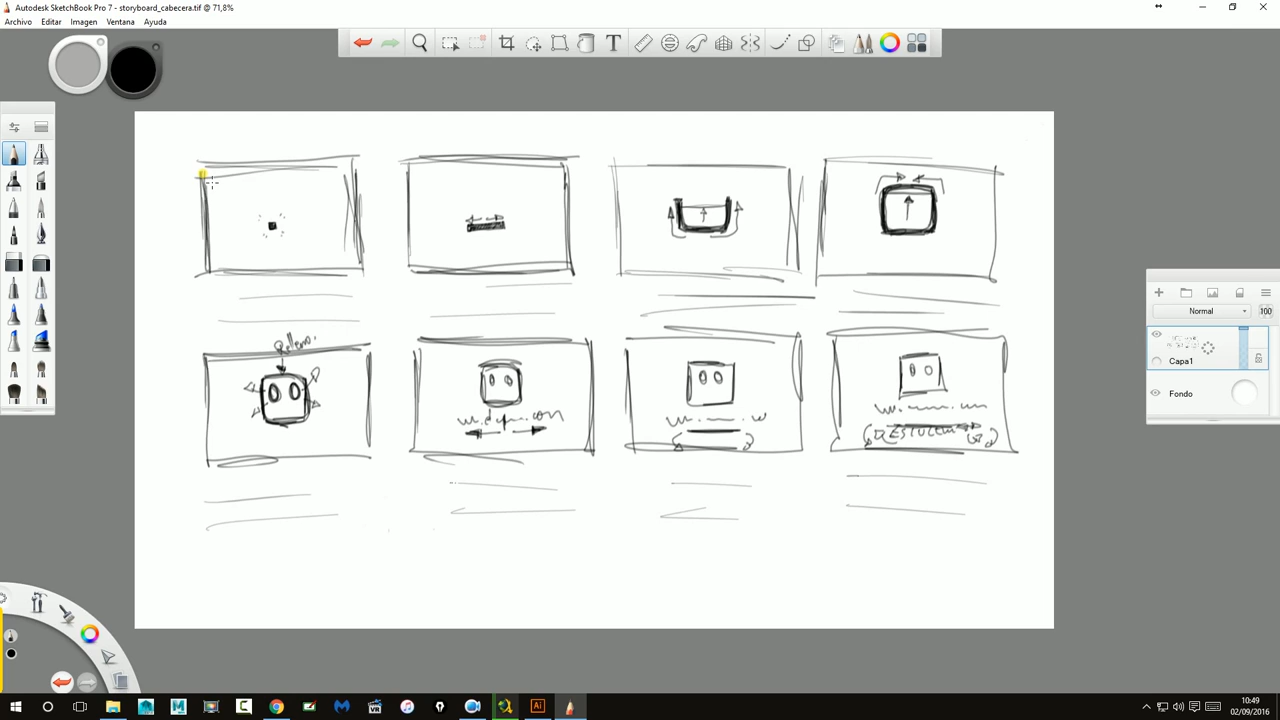 Autodesk SketchBook Pro 7 - storyboard_cabecera.tif @ 71,8%
Archivo Editar Imagen Ventana Ayuda
Normal 100
Capa1
Fondo
Relleno.
10:49
02/09/2016